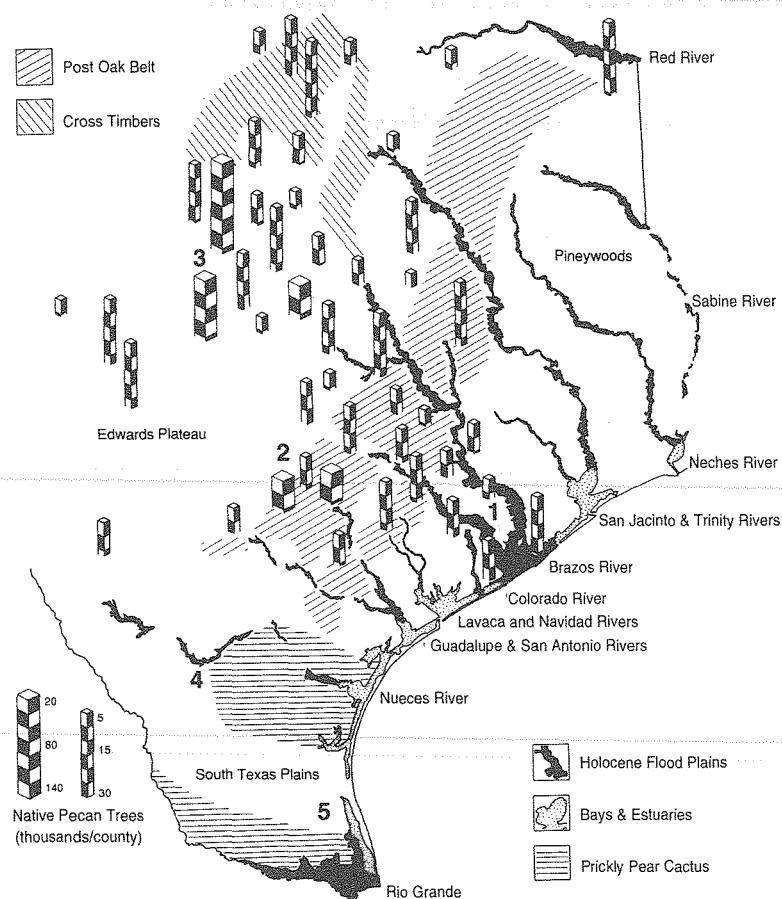 Post Oak Belt
Cross Timbers
Red River
Pineywoods
Sabine River
3
Edwards Plateau
2
1
Neches River
San Jacinto & Trinity Rivers
Brazos River
Colorado River
Lavaca and Navidad Rivers
Guadalupe & San Antonio Rivers
4
Nueces River
20
80
140
5
15
30
Native Pecan Trees
(thousands/county)
South Texas Plains
5
Rio Grande
Holocene Flood Plains
Bays & Estuaries
Prickly Pear Cactus